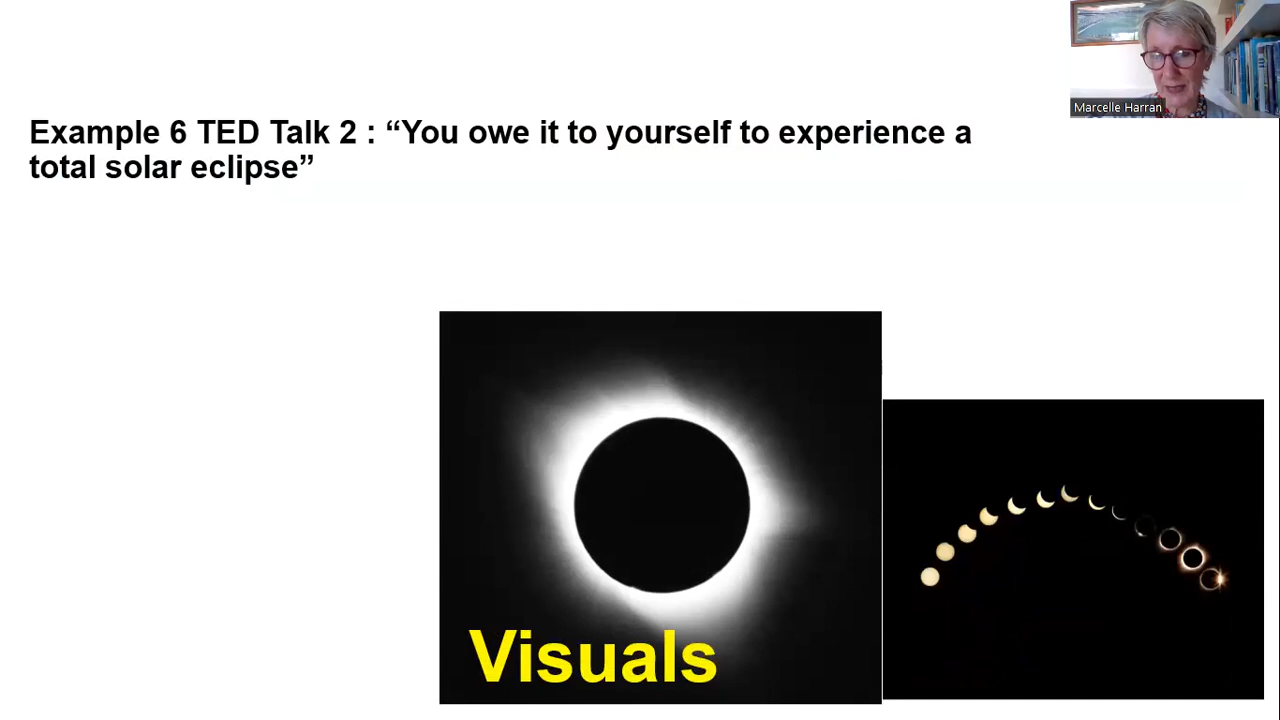 Marcelle Harran
Example 6 TED Talk 2 : “You owe it to yourself to experience a
total solar eclipse”
Visuals